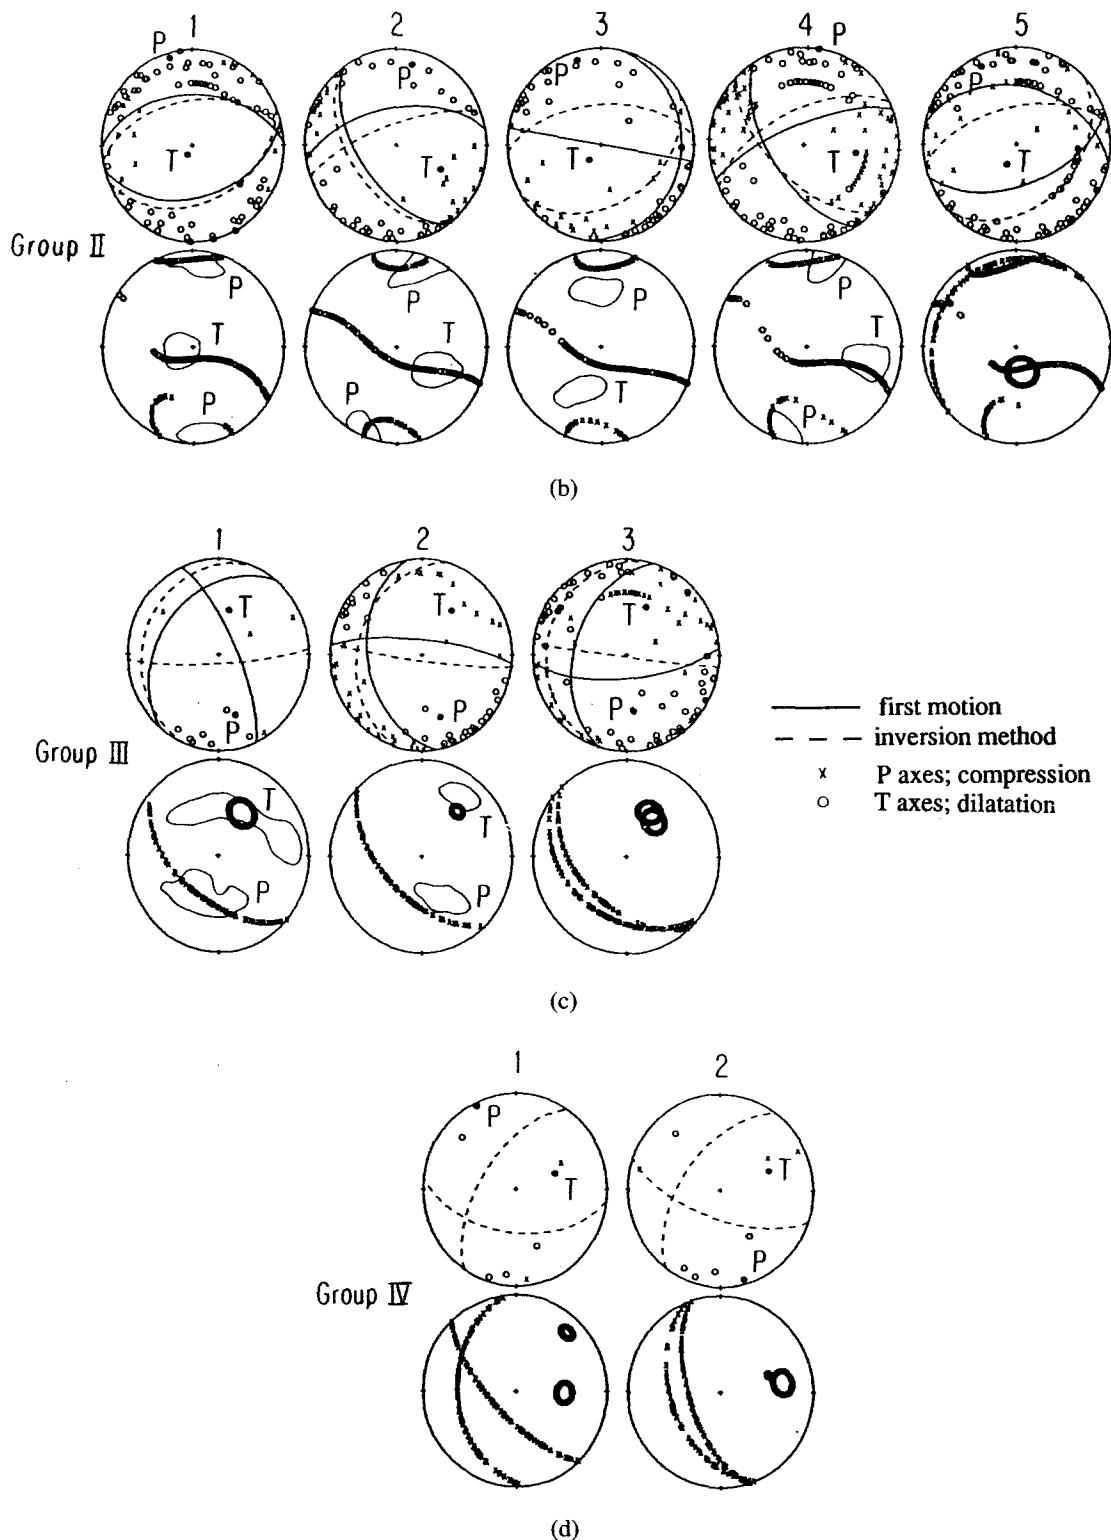 1 2 3 4 5
P P P P P
T T T T T
Group II
P P P P
T T T T
P P P
(b)
1 2 3
T T T
P P P
Group III
T T
P P
first motion
inversion method
x P axes; compression
o T axes; dilatation
(c)
1 2
P
T T
P
Group IV
(d)